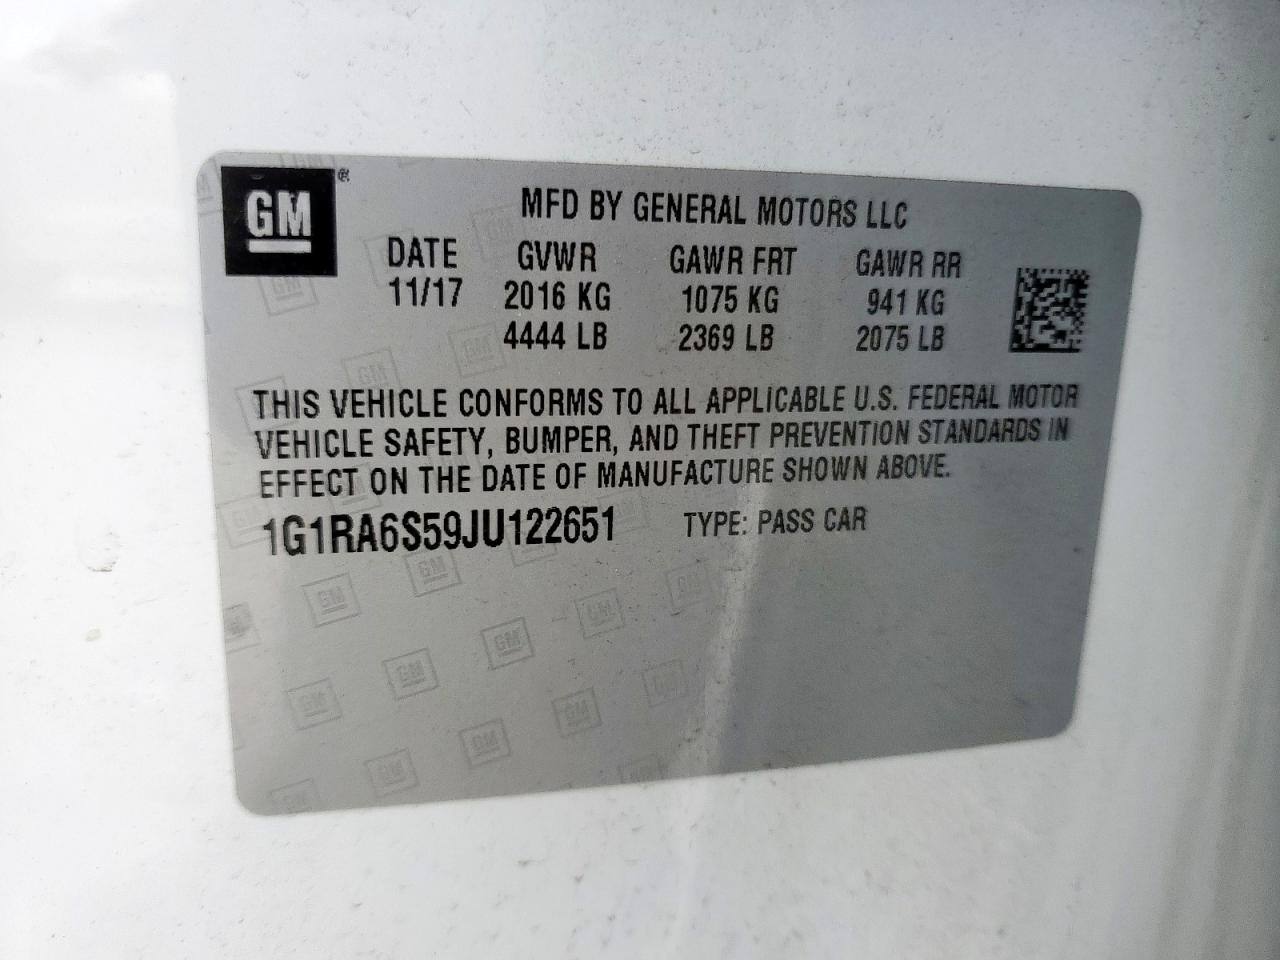 GM®
MFD BY GENERAL MOTORS LLC
DATE GVWR GAWR FRT GAWR RR
11/17 2016 KG 1075 KG 941 KG
4444 LB 2369 LB 2075 LB
THIS VEHICLE CONFORMS TO ALL APPLICABLE U.S. FEDERAL MOTOR
VEHICLE SAFETY, BUMPER, AND THEFT PREVENTION STANDARDS IN
EFFECT ON THE DATE OF MANUFACTURE SHOWN ABOVE.
1G1RA6S59JU122651 TYPE: PASS CAR